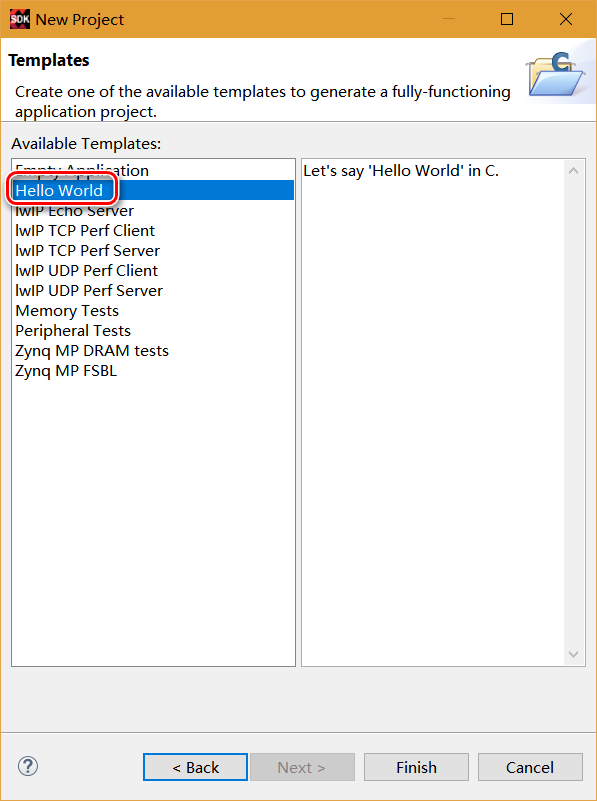 SDK New Project
Templates
C
Create one of the available templates to generate a fully-functioning
application project.
Available Templates:
Empty Application
Hello World
lwIP Echo Server
lwIP TCP Perf Client
lwIP TCP Perf Server
lwIP UDP Perf Client
lwIP UDP Perf Server
Memory Tests
Peripheral Tests
Zynq MP DRAM tests
Zynq MP FSBL
Let's say 'Hello World' in C.
?
< Back
Next >
Finish
Cancel